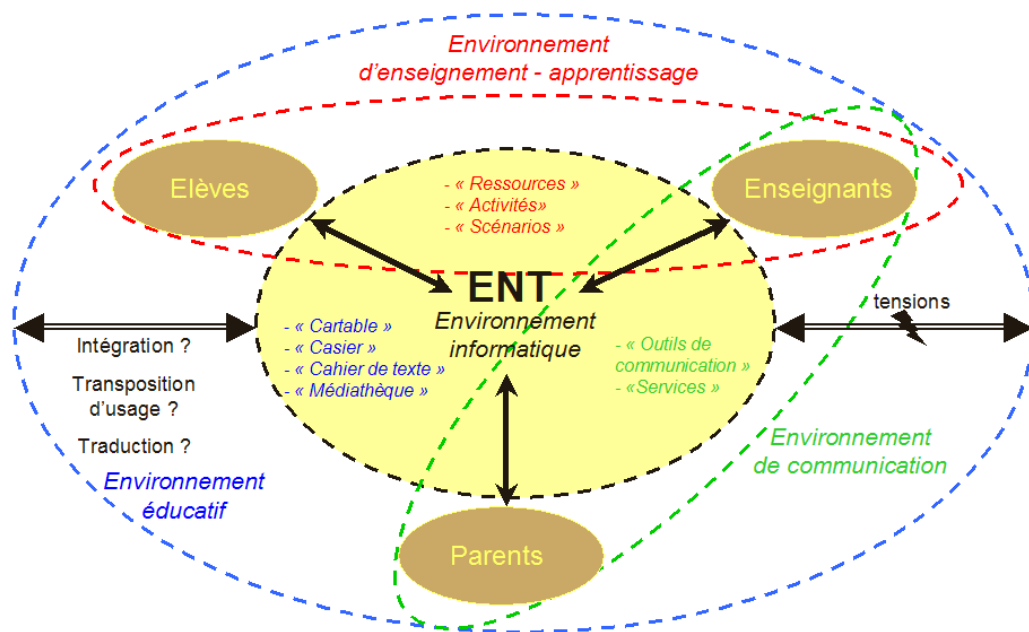 Environnement
d'enseignement - apprentissage
Elèves
Enseignants
- « Ressources »
- « Activités»
- « Scénarios »
ENT
Environnement
informatique
- « Cartable »
- « Casier »
- « Cahier de texte »
- « Médiathèque »
- « Outils de
communication »
- «Services »
tensions
Intégration ?
Transposition
d'usage ?
Traduction ?
Environnement
éducatif
Environnement
de communication
Parents